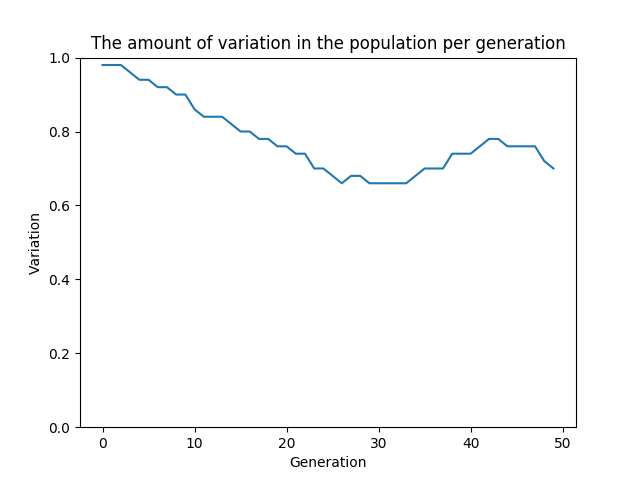 The amount of variation in the population per generation
1.0
0.8
0.6
0.4
0.2
0.0
Variation
0 10 20 30 40 50
Generation